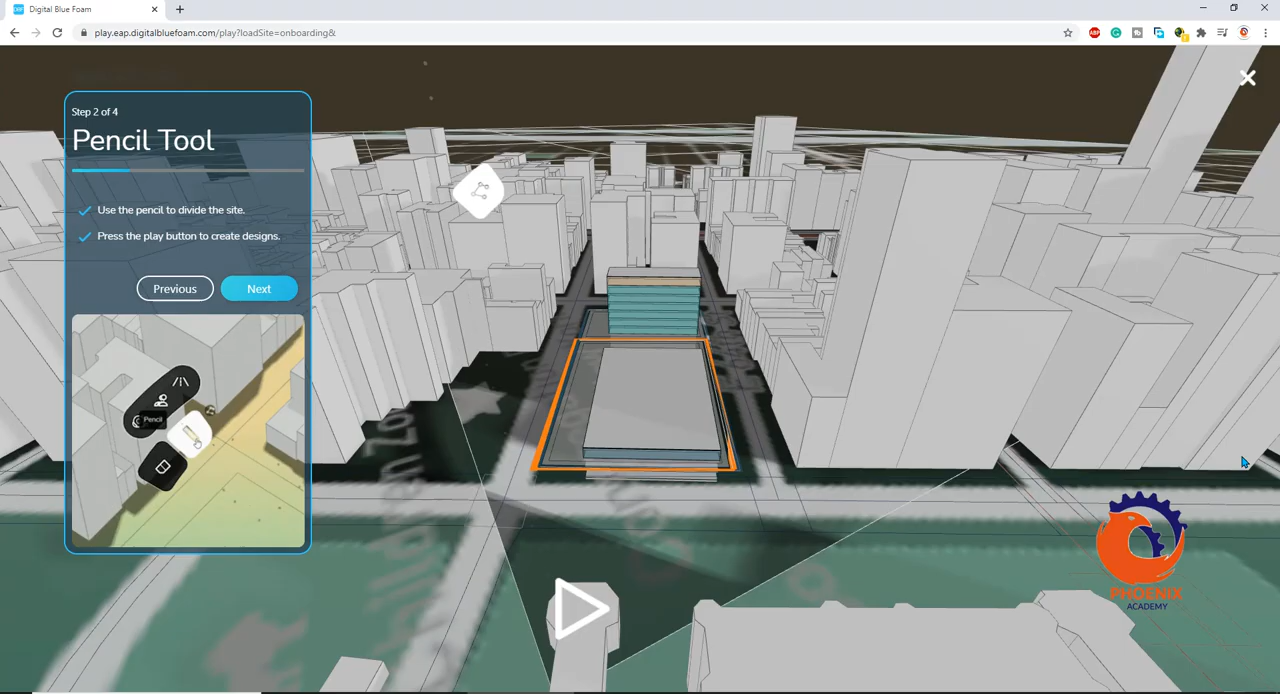 Digital Blue Foam
play.eap.digitalbluefoam.com/play?loadSite=onboarding&
Step 2 of 4
Pencil Tool
Use the pencil to divide the site.
Press the play button to create designs.
Previous
Next
Pencil
PHOENIX
ACADEMY